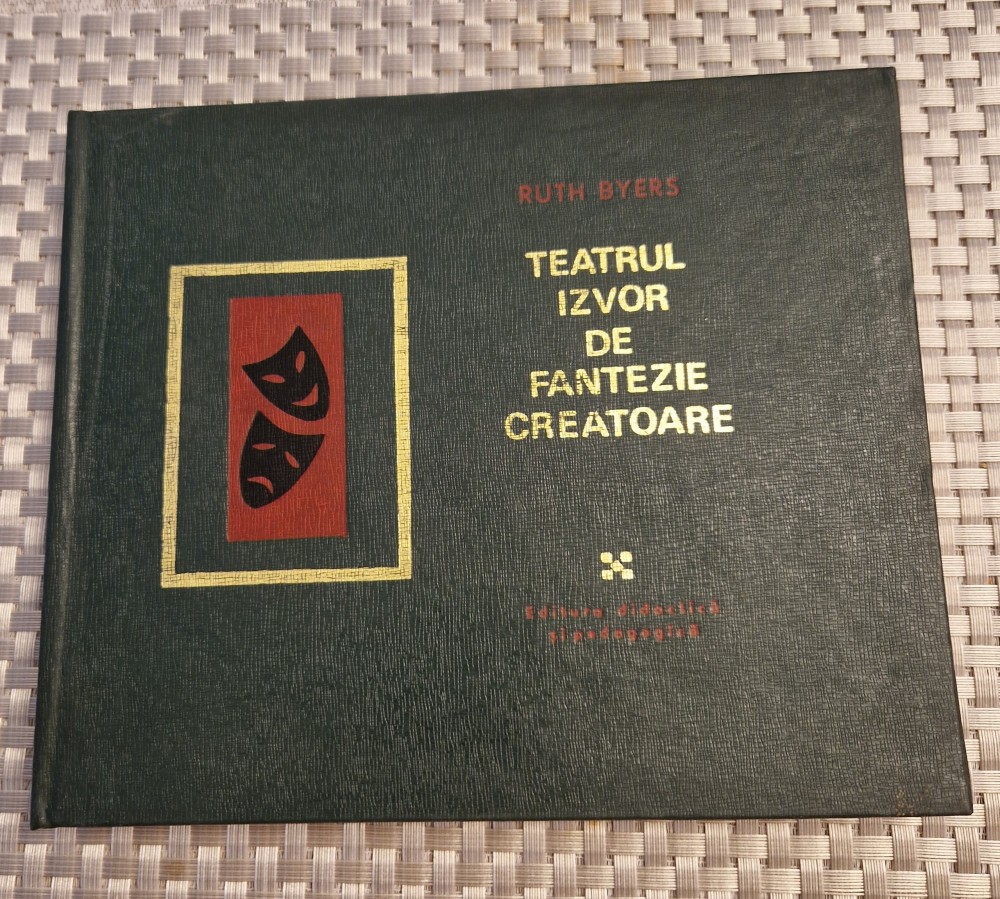 RUTH BYERS
TEATRUL
IZVOR
DE
FANTEZIE
CREATOARE
Editura didactică
și pedagogică